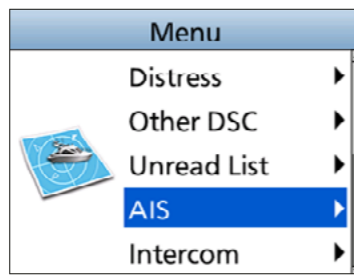 Menu
Distress
Other DSC
Unread List
AIS
Intercom